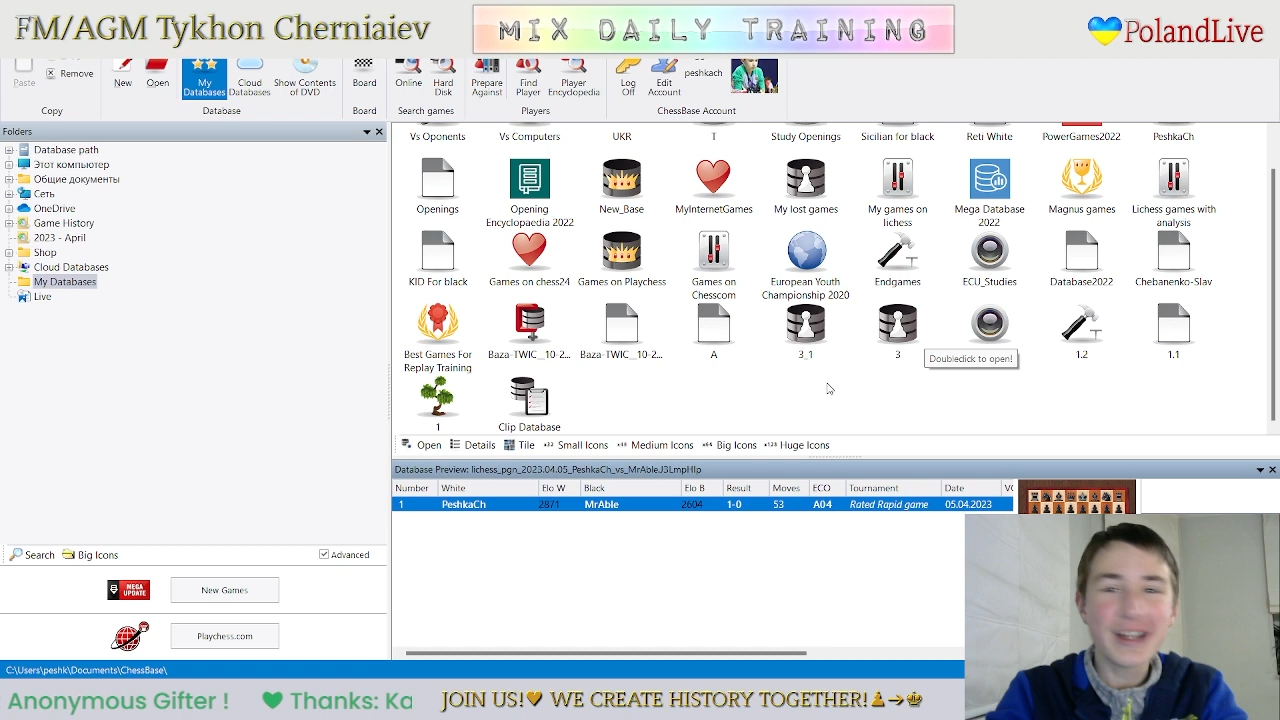 FM/AGM Tykhon Cherniaiev
MIX DAILY TRAINING
PolandLive
Paste
Remove
New
Open
My Databases
Cloud Databases
Show Contents of DVD
Board
Online
Hard Disk
Prepare Against
Find Player
Player Encyclopedia
Log Off
Edit Account
peshkach
Copy
Database
Board
Search games
Players
ChessBase Account
Folders
Database path
Этот компьютер
Общие документы
Сеть
OneDrive
Game History
2023 - April
Shop
Cloud Databases
My Databases
Live
Vs Oponents
Vs Computers
UKR
T
Study Openings
Sicilian for black
Reti White
PowerGames2022
PeshkaCh
Openings
Opening Encyclopaedia 2022
New_Base
MyInternetGames
My lost games
My games on lichess
Mega Database 2022
Magnus games
Lichess games with analysis
KID For black
Games on chess24
Games on Playchess
Games on Chesscom
European Youth Championship 2020
Endgames
ECU_Studies
Database2022
Chebanenko-Slav
Best Games For Replay Training
Baza-TWIC__10-2...
Baza-TWIC__10-2...
A
3_1
3
Doubleclick to open!
1.2
1.1
1
Clip Database
Open
Details
Tile
Small Icons
Medium Icons
Big Icons
Huge Icons
Database Preview: lichess_pgn_2023.04.05_PeshkaCh_vs_MrAble.J3LmpHlp
Number White Elo W Black Elo B Result Moves ECO Tournament Date VC
1 PeshkaCh 2871 MrAble 2604 1-0 53 A04 Rated Rapid game 05.04.2023
Search
Big Icons
Advanced
MEGA UPDATE
New Games
Playchess.com
C:\Users\peshk\Documents\ChessBase\
Anonymous Gifter !
Thanks: Ka
JOIN US!♥ WE CREATE HISTORY TOGETHER!♟→♚